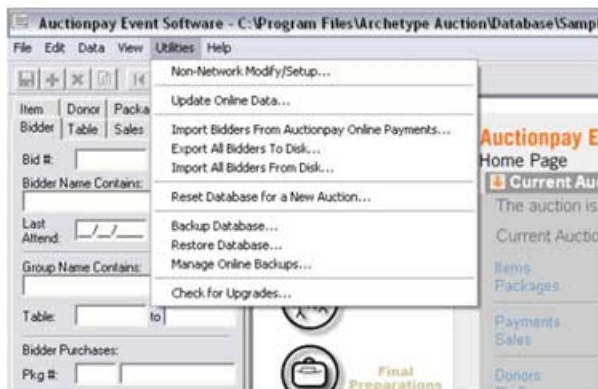 Auctionpay Event Software - C:\Program Files\Archetype Auction\Database\Samp
File Edit Data View Utilities Help
Non-Network Modify/Setup...
Update Online Data...
Import Bidders From Auctionpay Online Payments...
Export All Bidders To Disk...
Import All Bidders From Disk...
Reset Database for a New Auction...
Backup Database...
Restore Database...
Manage Online Backups...
Check for Upgrades...
Item Donor Packa
Bidder Table Sales
Bid #:
Bidder Name Contains:
Last Attend: _/_/___
Group Name Contains:
Table: to
Bidder Purchases:
Pkg #:
Auctionpay E
Home Page
Current Au
The auction is
Current Auctio
Items
Packages
Payments
Sales
Donors
Final
Preparations